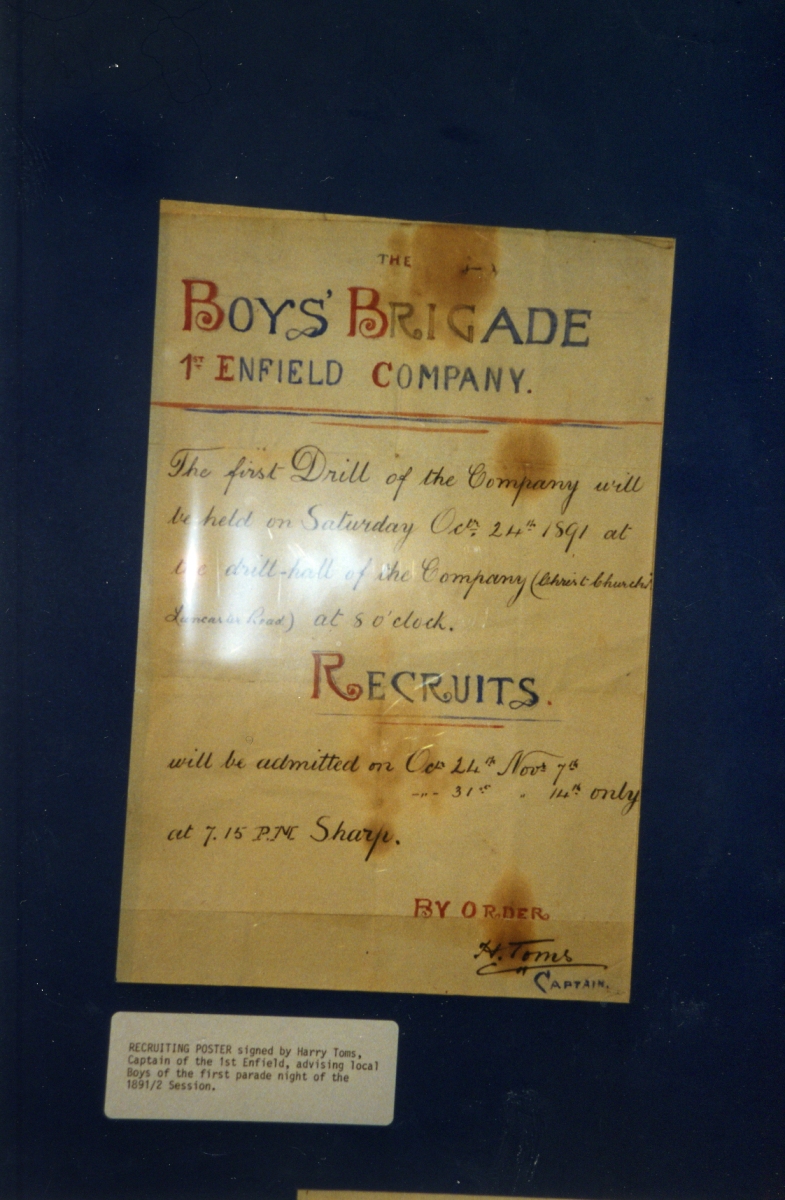 THE
BOYS' BRIGADE
1ST ENFIELD COMPANY.
The first Drill of the Company will
be held on Saturday Octr. 24th 1891 at
the drill-hall of the Company (Christ Church
Lancaster Road) at 8 o'clock.
RECRUITS.
will be admitted on Octr 24th Novr 7th
-"- 31st " 14th only
at 7.15 P.M Sharp.
BY ORDER
H. Toms
CAPTAIN.
RECRUITING POSTER signed by Harry Toms,
Captain of the 1st Enfield, advising local
Boys of the first parade night of the
1891/2 Session.